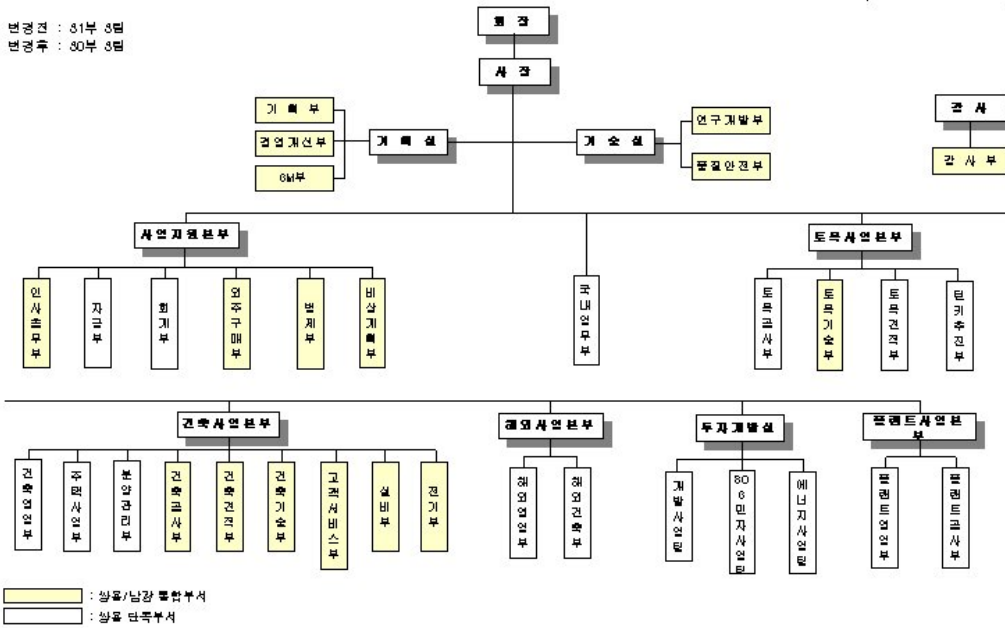 변경전 : 31부 3팀
변경후 : 30부 3팀
회 장
사 장
기 획 부
경영개선부
6M부
기 획 실
기 술 실
연구개발부
품질안전부
감 사
감 사 부
사업지원본부
토목사업본부
인사총무부
자금부
회계부
외주구매부
법제부
비상계획부
국내영무부
토목공사부
토목기술부
토목견적부
턴키추진부
건축사업본부
해외사업본부
투자개발실
플랜트사업본부
건축영업부
주택사업부
분양관리부
건축공사부
건축견적부
건축기술부
고객서비스부
설비부
전기부
해외영업부
해외건축부
개발사업팀
민자사업팀
에너지사업팀
플랜트영업부
플랜트공사부
: 쌍용/남광 통합부서
: 쌍용 단독부서